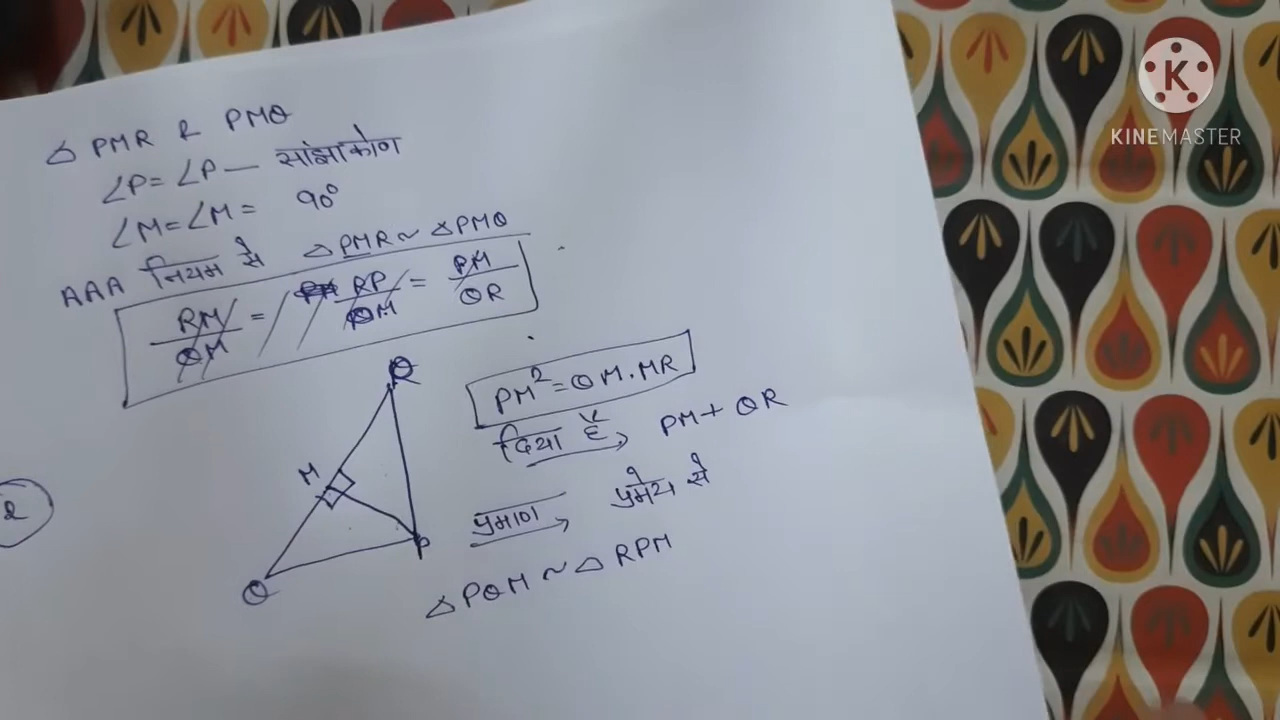 △ PMR & PMQ
∠P = ∠P — सांझाकोण
∠M = ∠M = 90°
AAA नियम से △ PMR ~ △PMQ
RM/QM = RP/QM = PM/QR
PM² = QM.MR
दिया है → PM + QR
प्रमाण → प्रमेय से
△PQM ~ △ RPM
R
M
P
Q
2
K
KINEMASTER